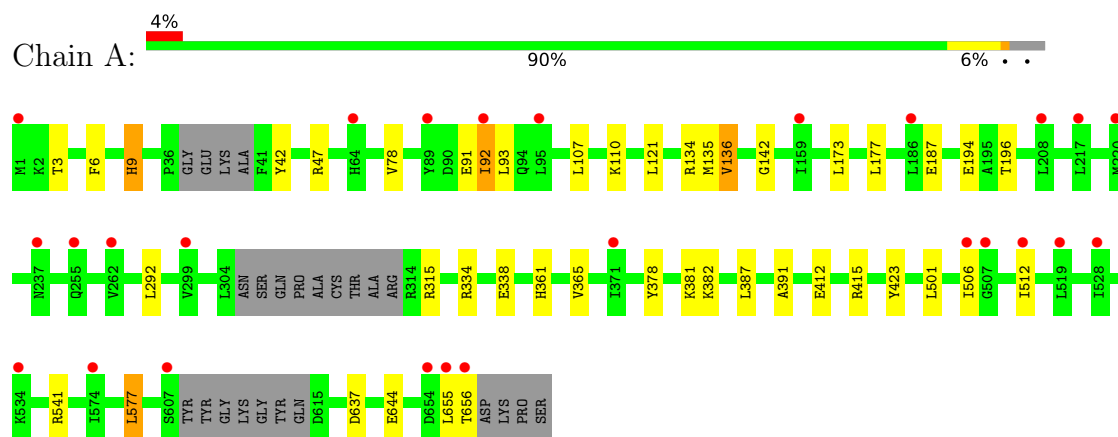 4%
Chain A:
90% 6% • •
M1 K2 T3 F6 H9 P36 GLY GLU LYS ALA F41 Y42 R47 H64 V78 Y89 D90 E91 I92 L93 Q94 L95 L107 K110 L121 R134 M135 V136 G142 I159 L173 L177 L186 E187 E194 A195 T196 L208 L217 M220
N237 Q255 V262 L292 V299 L304 ASN SER GLN PRO ALA CYS THR ALA ARG R314 R315 R334 E338 H361 V365 I371 Y378 K381 K382 L387 A391 E412 R415 Y423 L501 I506 G507 I512 L519 I528
K534 R541 I574 L577 S607 TYR TYR GLY LYS GLY TYR GLN D615 D637 E644 D654 L655 T656 ASP LYS PRO SER